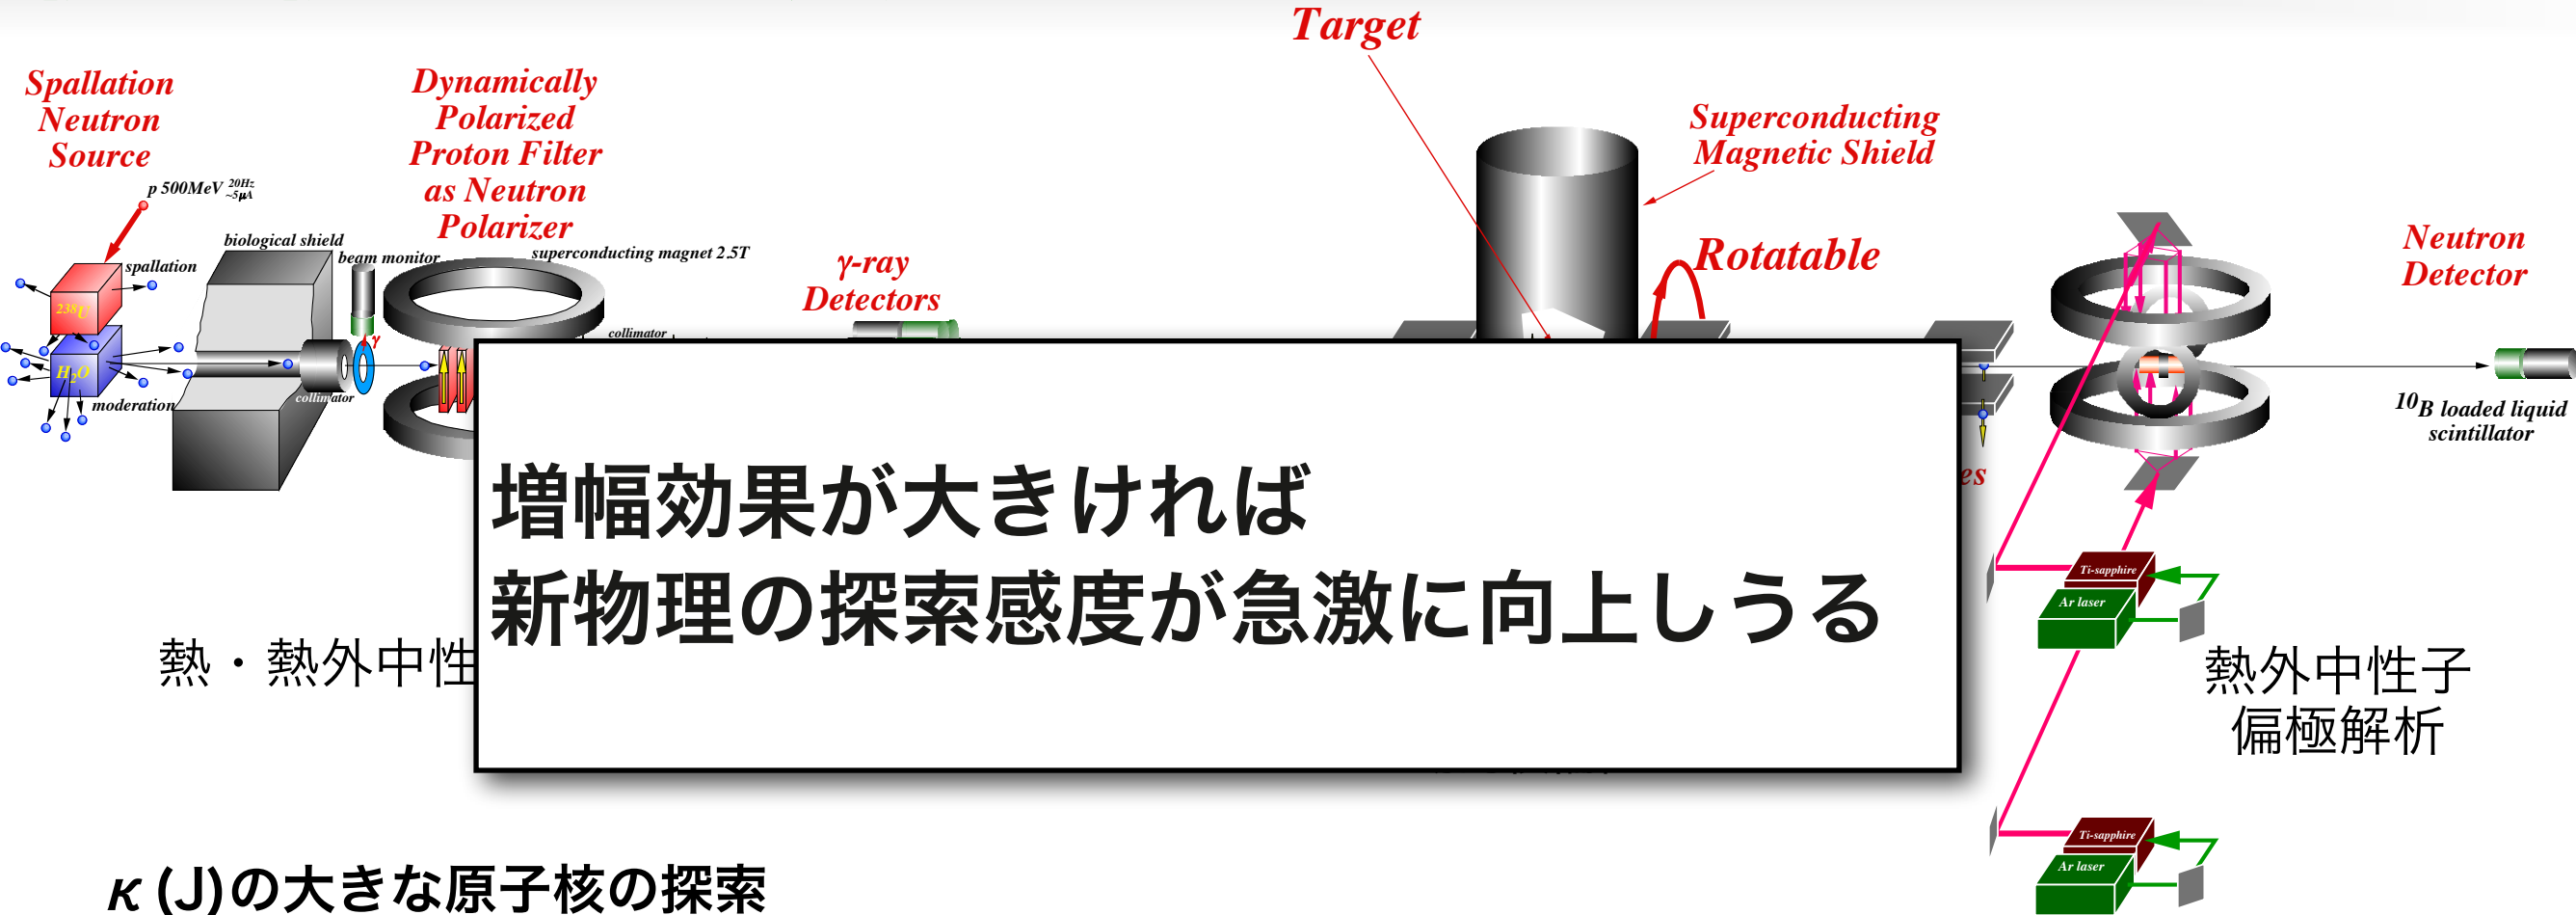 Target
Spallation
Neutron
Source
p 500MeV 20Hz
~5μA
spallation
238U
H2O
moderation
biological shield
collimator
beam monitor
γ
Dynamically
Polarized
Proton Filter
as Neutron
Polarizer
superconducting magnet 2.5T
collimator
γ-ray
Detectors
Superconducting
Magnetic Shield
Rotatable
es
Neutron
Detector
10B loaded liquid
scintillator
増幅効果が大きければ
新物理の探索感度が急激に向上しうる
熱・熱外中性
Ti-sapphire
Ar laser
熱外中性子
偏極解析
Ti-sapphire
Ar laser
κ (J)の大きな原子核の探索